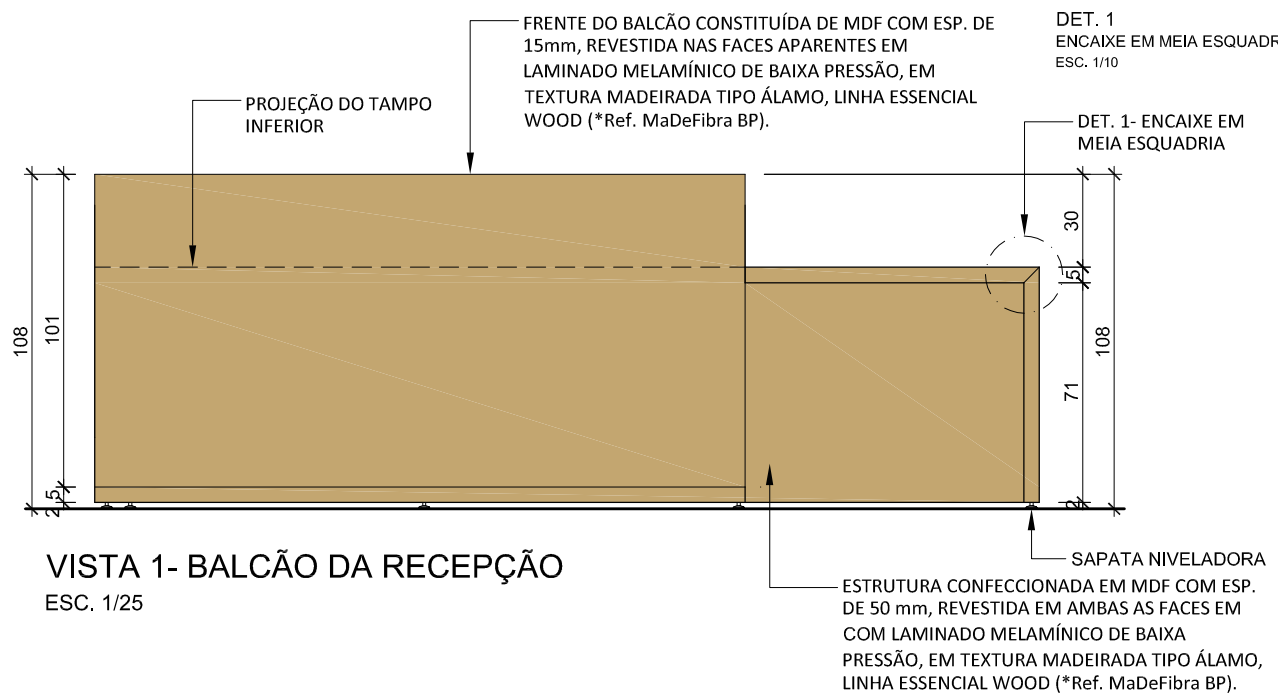 FRENTE DO BALCÃO CONSTITUÍDA DE MDF COM ESP. DE
15mm, REVESTIDA NAS FACES APARENTES EM
LAMINADO MELAMÍNICO DE BAIXA PRESSÃO, EM
TEXTURA MADEIRADA TIPO ÁLAMO, LINHA ESSENCIAL
WOOD (*Ref. MaDeFibra BP).
DET. 1
ENCAIXE EM MEIA ESQUADR
ESC. 1/10
PROJEÇÃO DO TAMPO
INFERIOR
DET. 1- ENCAIXE EM
MEIA ESQUADRIA
108
101
5
2
30
5
71
2
108
VISTA 1- BALCÃO DA RECEPÇÃO
ESC. 1/25
SAPATA NIVELADORA
ESTRUTURA CONFECCIONADA EM MDF COM ESP.
DE 50 mm, REVESTIDA EM AMBAS AS FACES EM
COM LAMINADO MELAMÍNICO DE BAIXA
PRESSÃO, EM TEXTURA MADEIRADA TIPO ÁLAMO,
LINHA ESSENCIAL WOOD (*Ref. MaDeFibra BP).